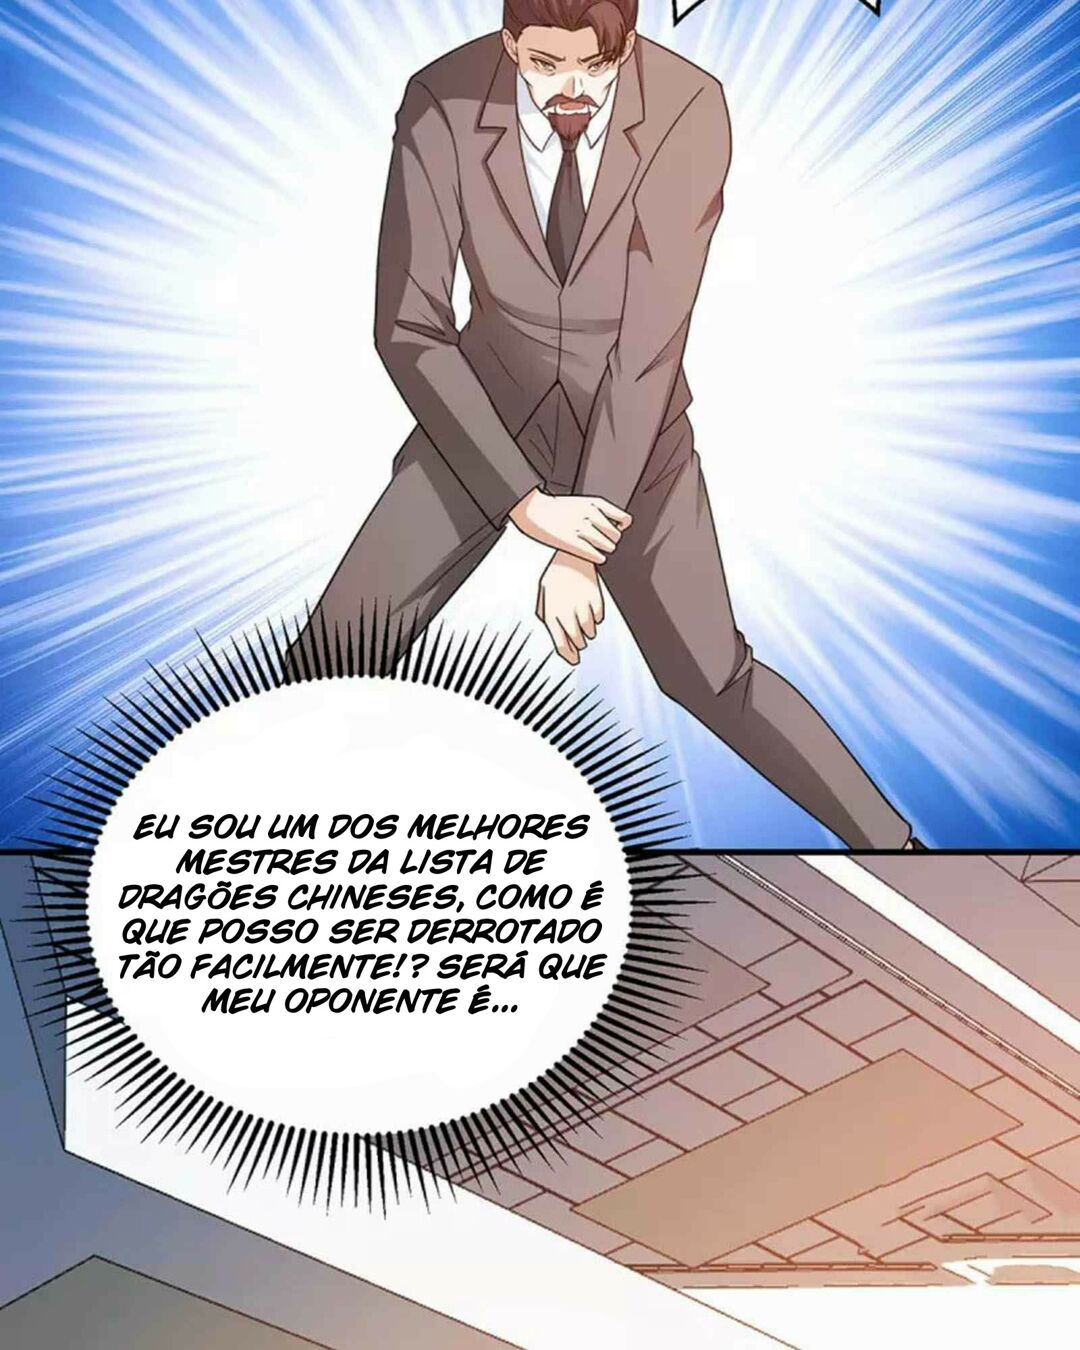 EU SOU UM DOS MELHORES
MESTRES DA LISTA DE
DRAGÕES CHINESES, COMO É
QUE POSSO SER DERROTADO
TÃO FACILMENTE!? SERÁ QUE
MEU OPONENTE É...